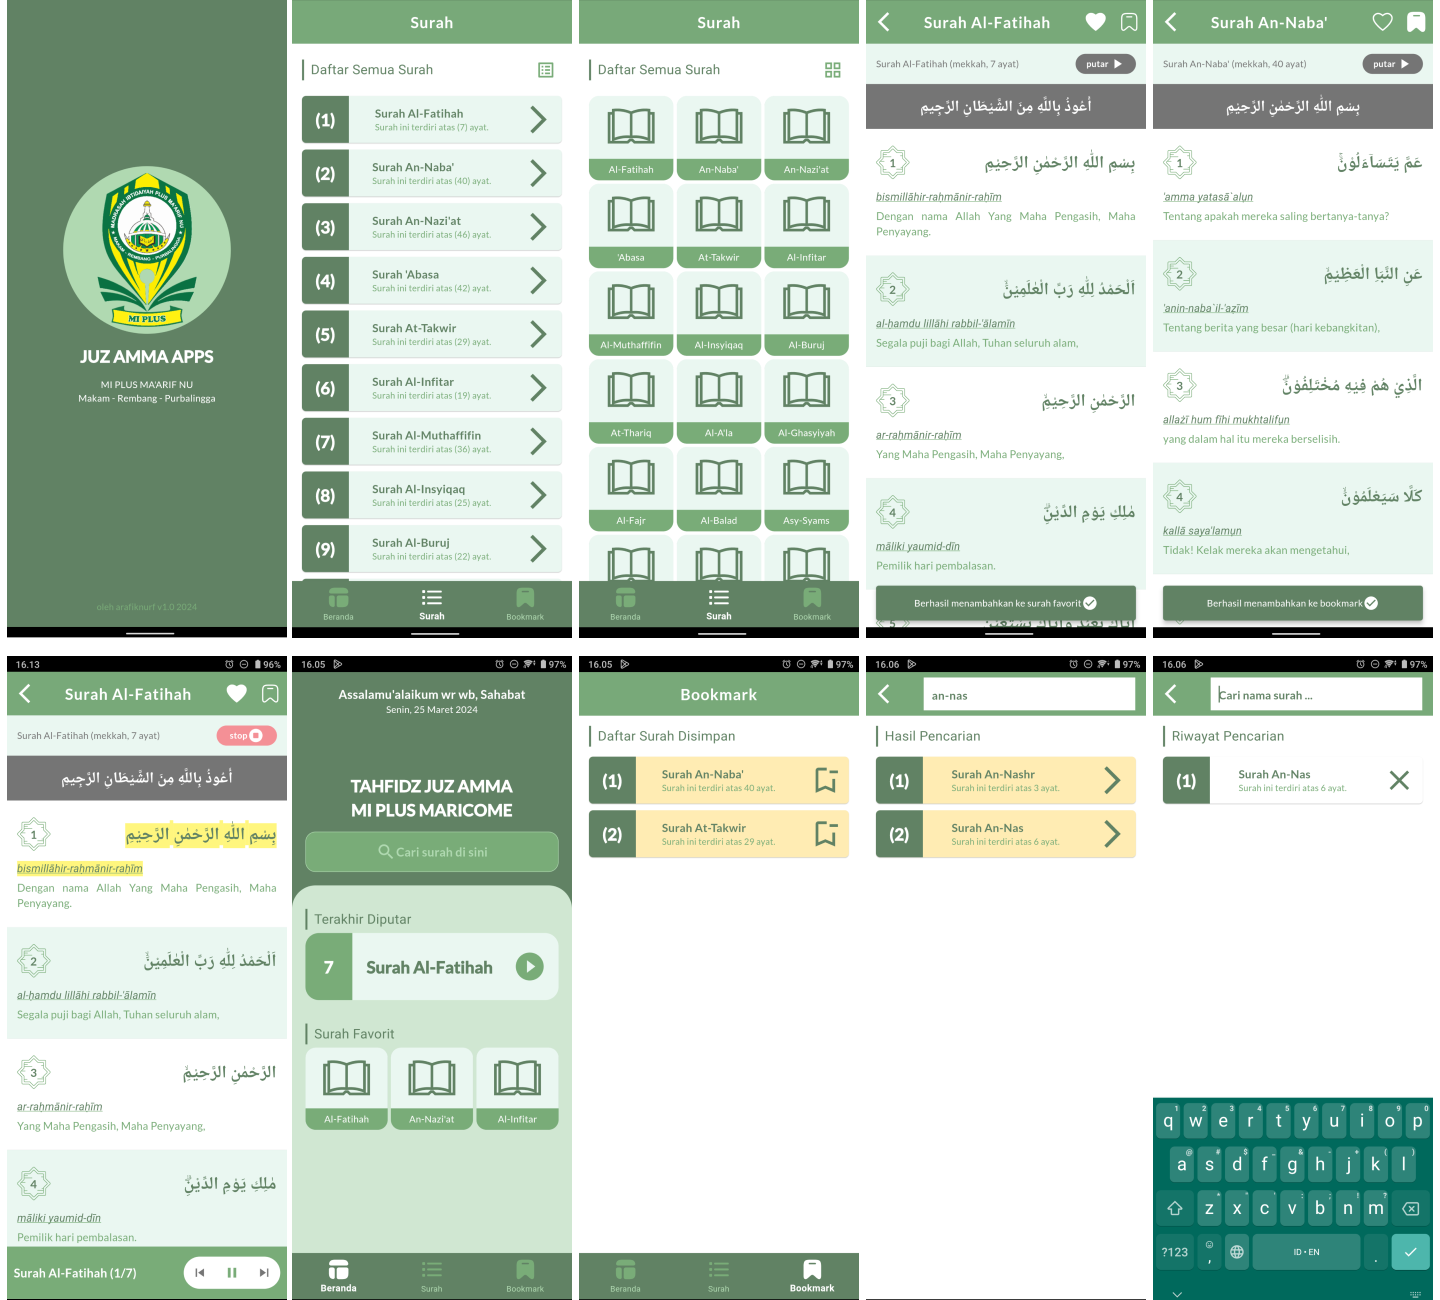 MADRASAH IBTIDAIYAH PLUS MA'ARIF NU
MAKAM - REMBANG - PURBALINGGA
MI PLUS
JUZ AMMA APPS
MI PLUS MA'ARIF NU
Makam - Rembang - Purbalingga
oleh arafiknurf v1.0 2024
Surah
Daftar Semua Surah
(1)
Surah Al-Fatihah
Surah ini terdiri atas (7) ayat.
(2)
Surah An-Naba'
Surah ini terdiri atas (40) ayat.
(3)
Surah An-Nazi'at
Surah ini terdiri atas (46) ayat.
(4)
Surah 'Abasa
Surah ini terdiri atas (42) ayat.
(5)
Surah At-Takwir
Surah ini terdiri atas (29) ayat.
(6)
Surah Al-Infitar
Surah ini terdiri atas (19) ayat.
(7)
Surah Al-Muthaffifin
Surah ini terdiri atas (36) ayat.
(8)
Surah Al-Insyiqaq
Surah ini terdiri atas (25) ayat.
(9)
Surah Al-Buruj
Surah ini terdiri atas (22) ayat.
Beranda Surah Bookmark
Surah
Daftar Semua Surah
Al-Fatihah An-Naba' An-Nazi'at
'Abasa At-Takwir Al-Infitar
Al-Muthaffifin Al-Insyiqaq Al-Buruj
At-Thariq Al-A'la Al-Ghasyiyah
Al-Fajr Al-Balad Asy-Syams
Beranda Surah Bookmark
Surah Al-Fatihah
Surah Al-Fatihah (mekkah, 7 ayat) putar
أَعُوذُ بِاللَّهِ مِنَ الشَّيْطَانِ الرَّجِيمِ
1
بِسْمِ اللّٰهِ الرَّحْمٰنِ الرَّحِيْمِ
bismillāhir-raḥmānir-raḥīm
Dengan nama Allah Yang Maha Pengasih, Maha
Penyayang.
2
اَلْحَمْدُ لِلّٰهِ رَبِّ الْعٰلَمِيْنَۙ
al-ḥamdu lillāhi rabbil-'ālamīn
Segala puji bagi Allah, Tuhan seluruh alam,
3
الرَّحْمٰنِ الرَّحِيْمِۙ
ar-raḥmānir-raḥīm
Yang Maha Pengasih, Maha Penyayang,
4
مٰلِكِ يَوْمِ الدِّيْنِۗ
māliki yaumid-dīn
Pemilik hari pembalasan.
Berhasil menambahkan ke surah favorit
5
Surah An-Naba'
Surah An-Naba' (mekkah, 40 ayat) putar
بِسْمِ اللّٰهِ الرَّحْمٰنِ الرَّحِيْمِ
1
عَمَّ يَتَسَاۤءَلُوْنَۚ
'amma yatasā`alụn
Tentang apakah mereka saling bertanya-tanya?
2
عَنِ النَّبَاِ الْعَظِيْمِۙ
'anin-naba`il-'aẓīm
Tentang berita yang besar (hari kebangkitan),
3
الَّذِيْ هُمْ فِيْهِ مُخْتَلِفُوْنَۗ
allażī hum fīhi mukhtalifụn
yang dalam hal itu mereka berselisih.
4
كَلَّا سَيَعْلَمُوْنَۙ
kallā saya'lamụn
Tidak! Kelak mereka akan mengetahui,
Berhasil menambahkan ke bookmark
16.13 96%
Surah Al-Fatihah
Surah Al-Fatihah (mekkah, 7 ayat) stop
أَعُوذُ بِاللَّهِ مِنَ الشَّيْطَانِ الرَّجِيمِ
1
بِسْمِ اللّٰهِ الرَّحْمٰنِ الرَّحِيْمِ
bismillāhir-raḥmānir-raḥīm
Dengan nama Allah Yang Maha Pengasih, Maha
Penyayang.
2
اَلْحَمْدُ لِلّٰهِ رَبِّ الْعٰلَمِيْنَۙ
al-ḥamdu lillāhi rabbil-'ālamīn
Segala puji bagi Allah, Tuhan seluruh alam,
3
الرَّحْمٰنِ الرَّحِيْمِۙ
ar-raḥmānir-raḥīm
Yang Maha Pengasih, Maha Penyayang,
4
مٰلِكِ يَوْمِ الدِّيْنِۗ
māliki yaumid-dīn
Pemilik hari pembalasan.
Surah Al-Fatihah (1/7)
16.05 97%
Assalamu'alaikum wr wb, Sahabat
Senin, 25 Maret 2024
TAHFIDZ JUZ AMMA
MI PLUS MARICOME
Cari surah di sini
Terakhir Diputar
7 Surah Al-Fatihah
Surah Favorit
Al-Fatihah An-Nazi'at Al-Infitar
Beranda Surah Bookmark
16.05 97%
Bookmark
Daftar Surah Disimpan
(1)
Surah An-Naba'
Surah ini terdiri atas 40 ayat.
(2)
Surah At-Takwir
Surah ini terdiri atas 29 ayat.
Beranda Surah Bookmark
16.06 97%
an-nas
Hasil Pencarian
(1)
Surah An-Nashr
Surah ini terdiri atas 3 ayat.
(2)
Surah An-Nas
Surah ini terdiri atas 6 ayat.
16.06 97%
Cari nama surah ...
Riwayat Pencarian
(1)
Surah An-Nas
Surah ini terdiri atas 6 ayat.
1 2 3 4 5 6 7 8 9 0
q w e r t y u i o p
a s d f g h j k l
z x c v b n m
?123 , ID • EN .